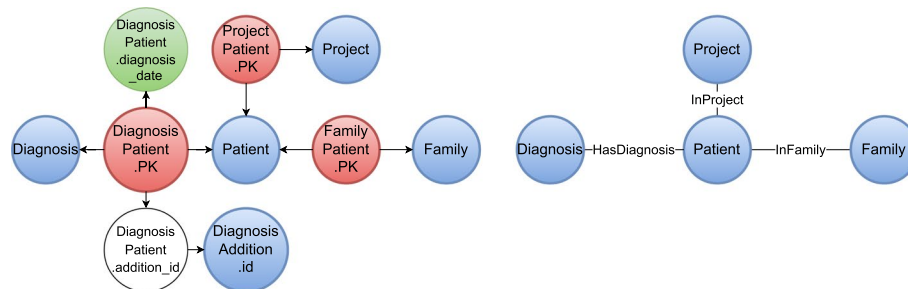 Diagnosis
Patient
.diagnosis
_date
Project
Patient
.PK
Project
Diagnosis
Diagnosis
Patient
.PK
Patient
Family
Patient
.PK
Family
Diagnosis
Patient
.addition_id
Diagnosis
Addition
.id
Project
InProject
Diagnosis
HasDiagnosis
Patient
InFamily
Family